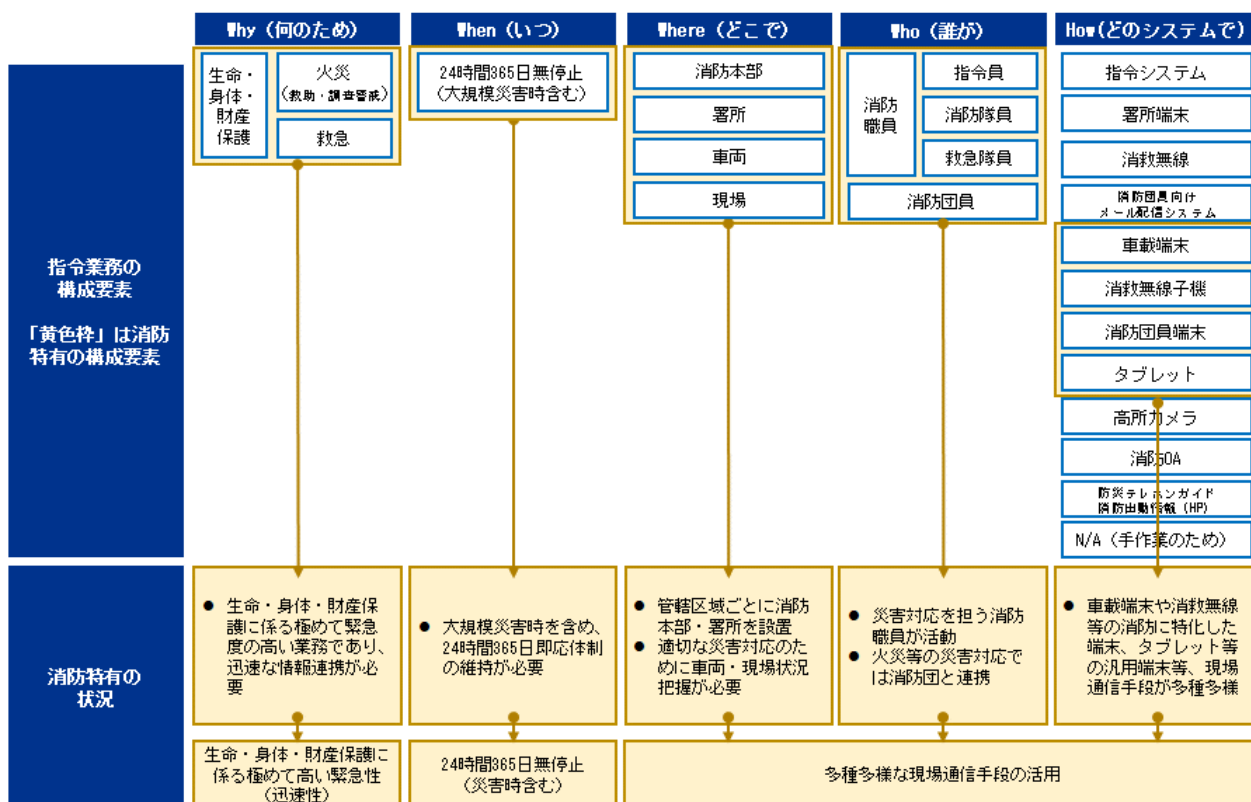 Why（何のため）
When（いつ）
Where（どこで）
Who（誰が）
How(どのシステムで)
指令業務の
構成要素
「黄色枠」は消防
特有の構成要素
生命・
身体・
財産
保護
火災
（救助・調査警戒）
救急
24時間365日無停止
（大規模災害時含む）
消防本部
署所
車両
現場
消防
職員
指令員
消防隊員
救急隊員
消防団員
指令システム
署所端末
消救無線
消防団員向け
メール配信システム
車載端末
消救無線子機
消防団員端末
タブレット
高所カメラ
消防OA
防災テレホンガイド
消防出動情報（HP）
N/A（手作業のため）
消防特有の
状況
● 生命・身体・財産保
護に係る極めて緊急
度の高い業務であり、
迅速な情報連携が必
要
● 大規模災害時を含め、
24時間365日即応体制
の維持が必要
● 管轄区域ごとに消防
本部・署所を設置
● 適切な災害対応のた
めに車両・現場状況
把握が必要
● 災害対応を担う消防
職員が活動
● 火災等の災害対応で
は消防団と連携
● 車載端末や消救無線
等の消防に特化した
端末、タブレット等
の汎用端末等、現場
通信手段が多種多様
生命・身体・財産保護に
係る極めて高い緊急性
（迅速性）
24時間365日無停止
（災害時含む）
多種多様な現場通信手段の活用